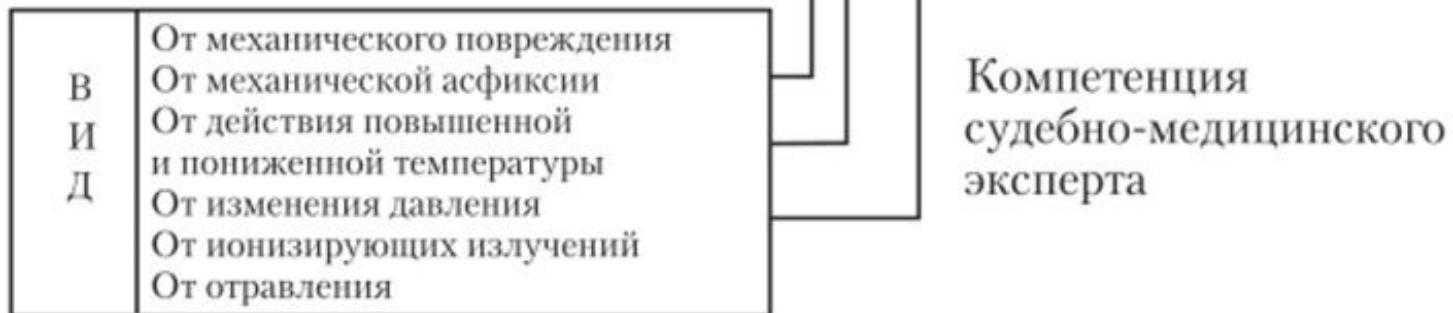 В
И
Д
От механического повреждения
От механической асфиксии
От действия повышенной
и пониженной температуры
От изменения давления
От ионизирующих излучений
От отравления
Компетенция
судебно-медицинского
эксперта